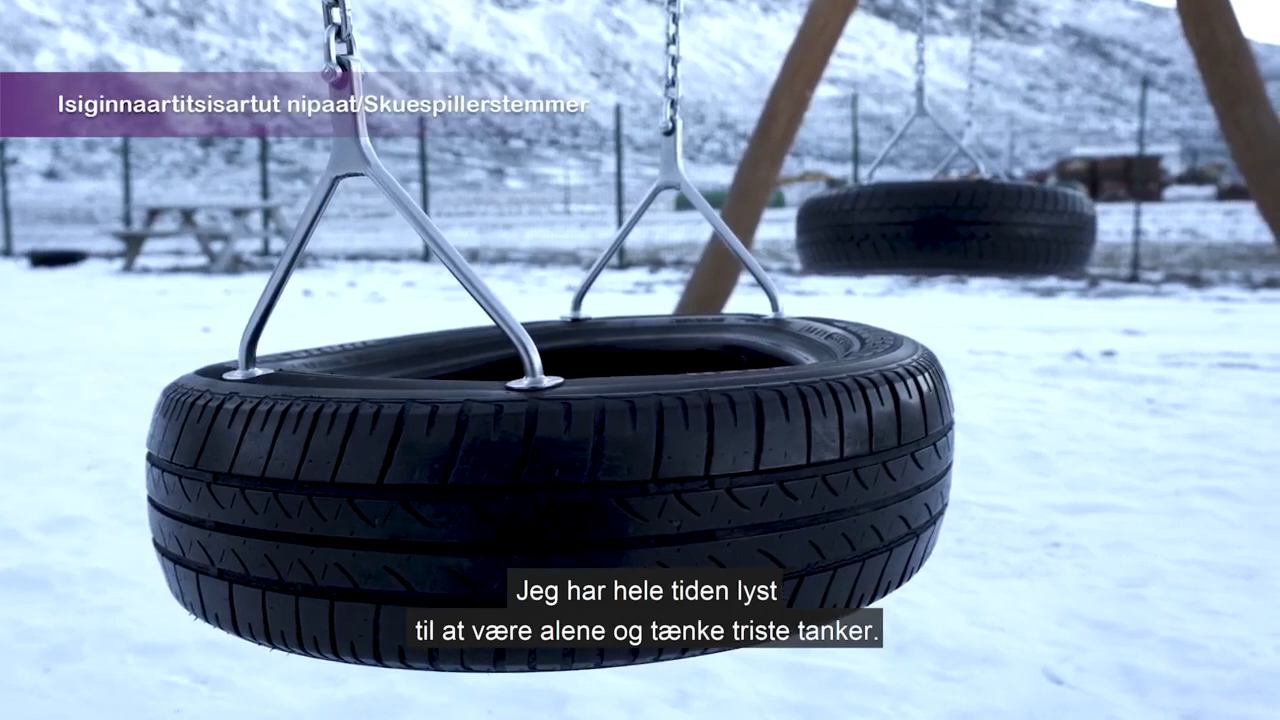 Isiginnaartitsisartut nipaat/Skuespillerstemmer
Jeg har hele tiden lyst
til at være alene og tænke triste tanker.